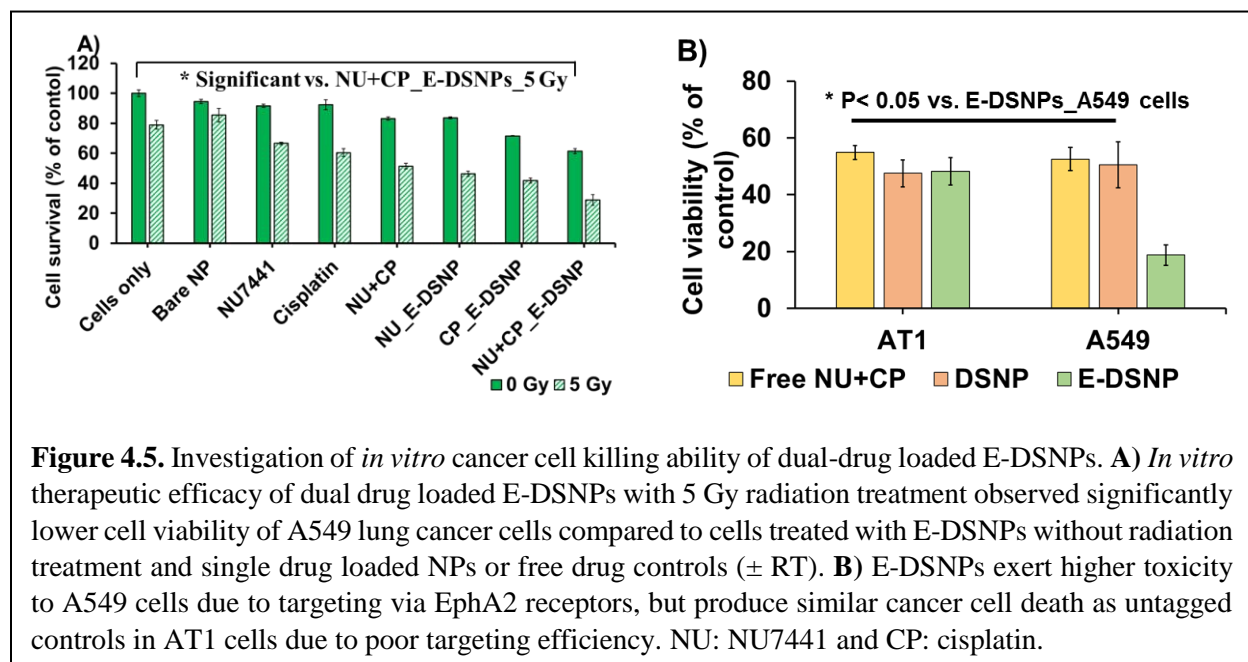 A)
* Significant vs. NU+CP_E-DSNPs_5 Gy
Cell survival (% of control)
120
100
80
60
40
20
0
Cells only
Bare NP
NU7441
Cisplatin
NU+CP
NU_E-DSNP
CP_E-DSNP
NU+CP_E-DSNP
0 Gy 5 Gy
B)
* P< 0.05 vs. E-DSNPs_A549 cells
Cell viability (% of
control)
80
60
40
20
0
AT1 A549
Free NU+CP DSNP E-DSNP
Figure 4.5. Investigation of in vitro cancer cell killing ability of dual-drug loaded E-DSNPs. A) In vitro
therapeutic efficacy of dual drug loaded E-DSNPs with 5 Gy radiation treatment observed significantly
lower cell viability of A549 lung cancer cells compared to cells treated with E-DSNPs without radiation
treatment and single drug loaded NPs or free drug controls (± RT). B) E-DSNPs exert higher toxicity
to A549 cells due to targeting via EphA2 receptors, but produce similar cancer cell death as untagged
controls in AT1 cells due to poor targeting efficiency. NU: NU7441 and CP: cisplatin.